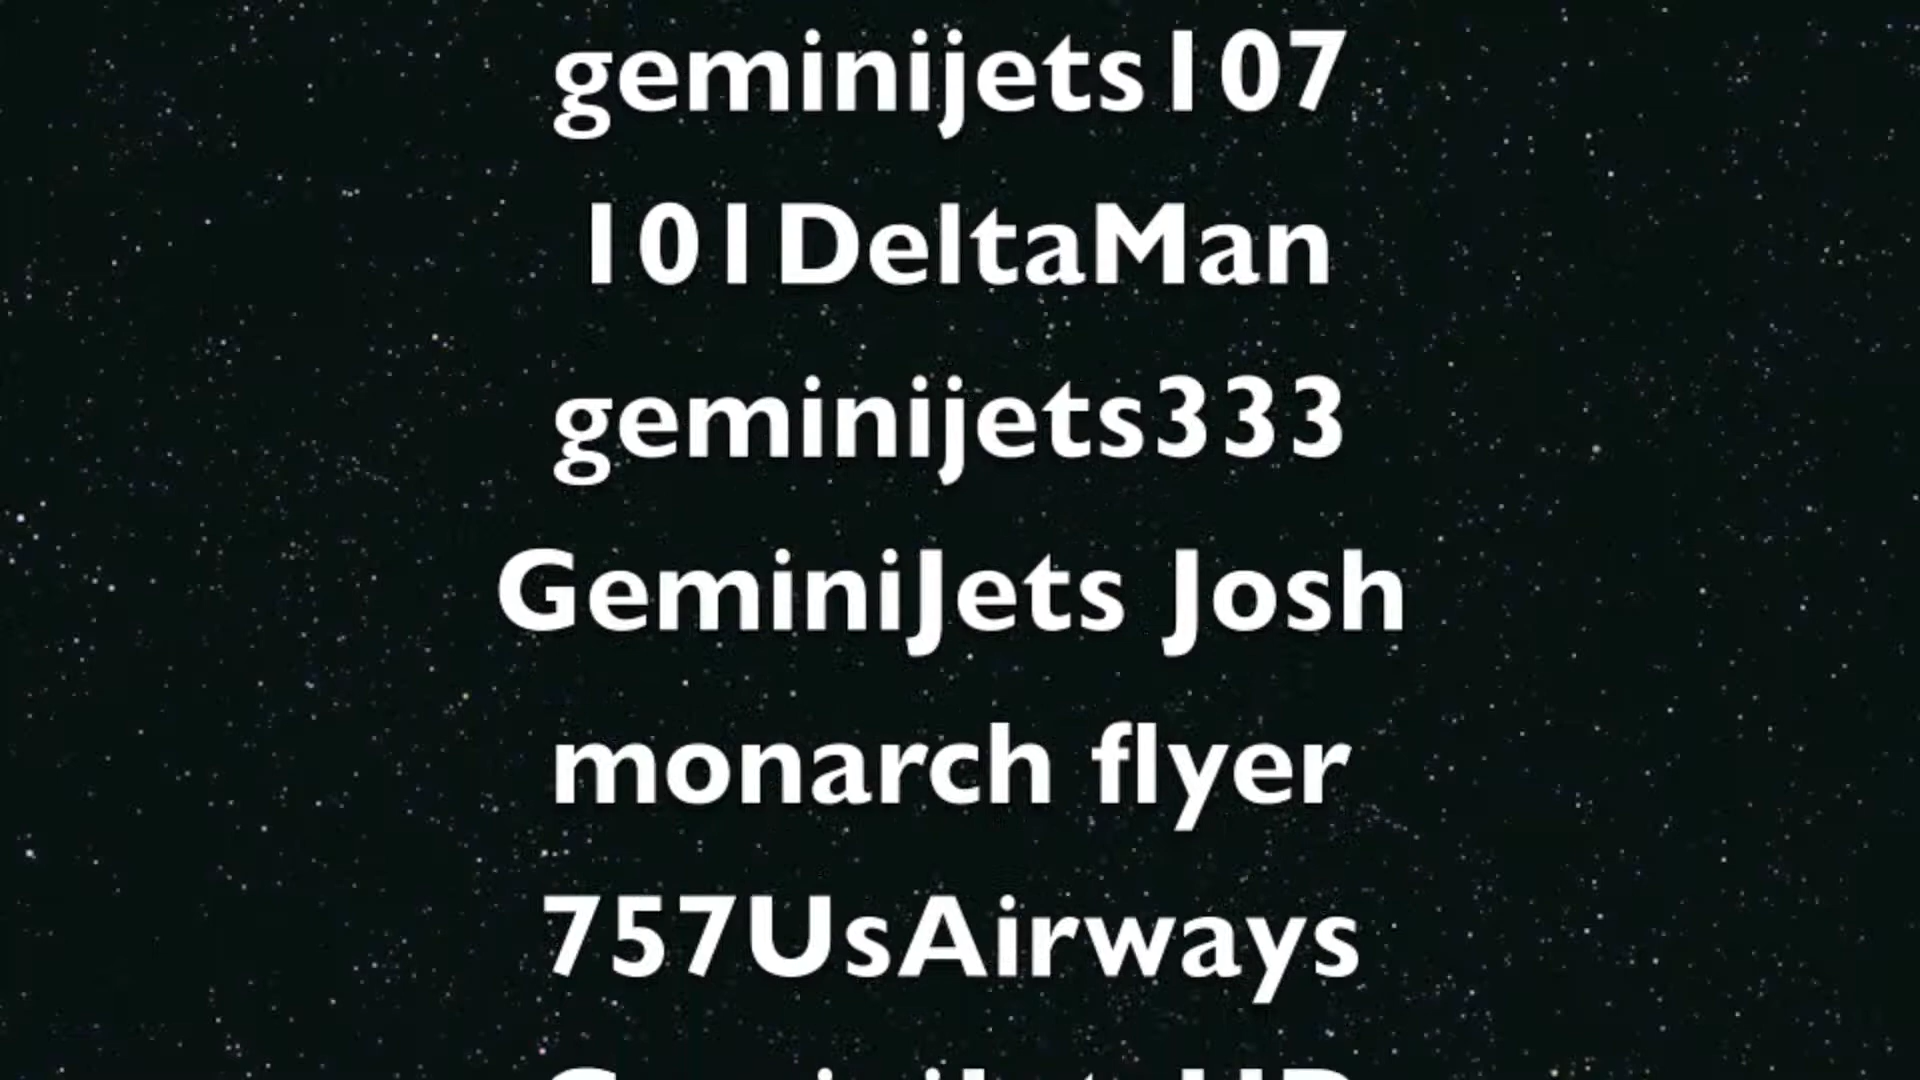 geminijets107
101DeltaMan
geminijets333
GeminiJets Josh
monarch flyer
757UsAirways